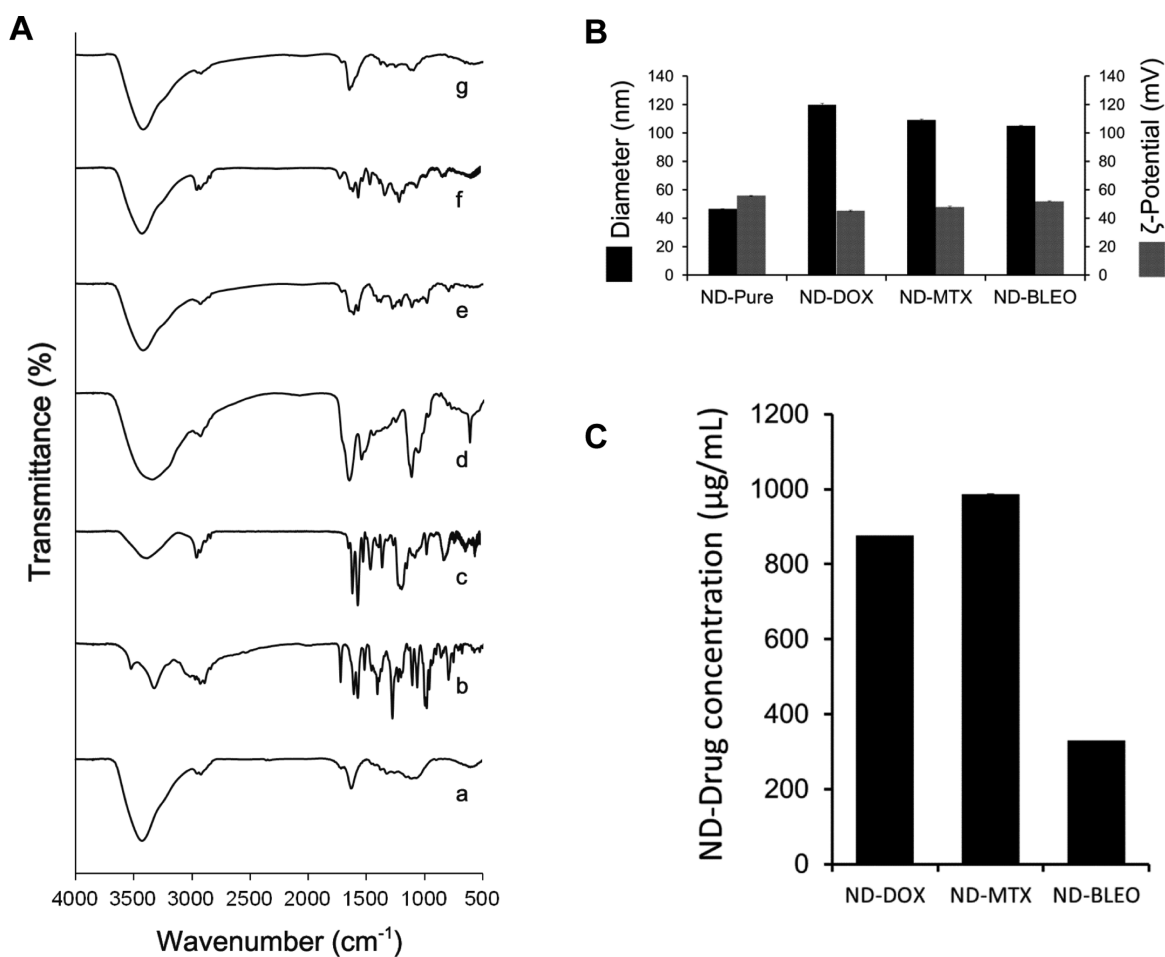 A
g
f
e
d
c
b
a
Transmittance (%)
4000 3500 3000 2500 2000 1500 1000 500
Wavenumber (cm⁻¹)
B
140
120
100
80
60
40
20
0
Diameter (nm)
140
120
100
80
60
40
20
0
ζ-Potential (mV)
ND-Pure ND-DOX ND-MTX ND-BLEO
C
1200
1000
800
600
400
200
0
ND-Drug concentration (µg/mL)
ND-DOX ND-MTX ND-BLEO